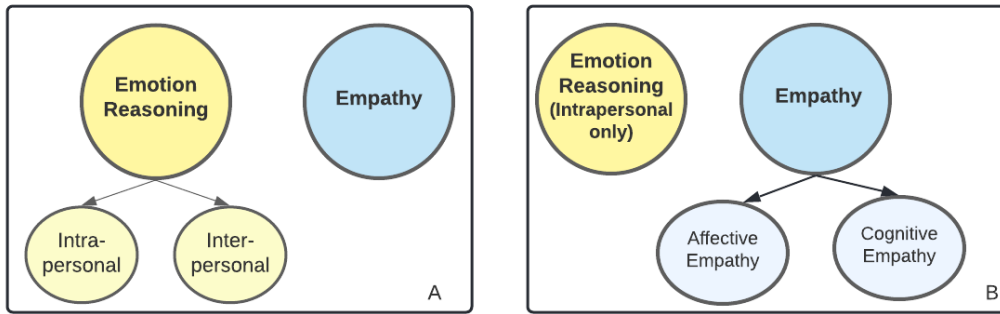 Emotion
Reasoning
Empathy
Intra-
personal
Inter-
personal
A
Emotion
Reasoning
(Intrapersonal
only)
Empathy
Affective
Empathy
Cognitive
Empathy
B